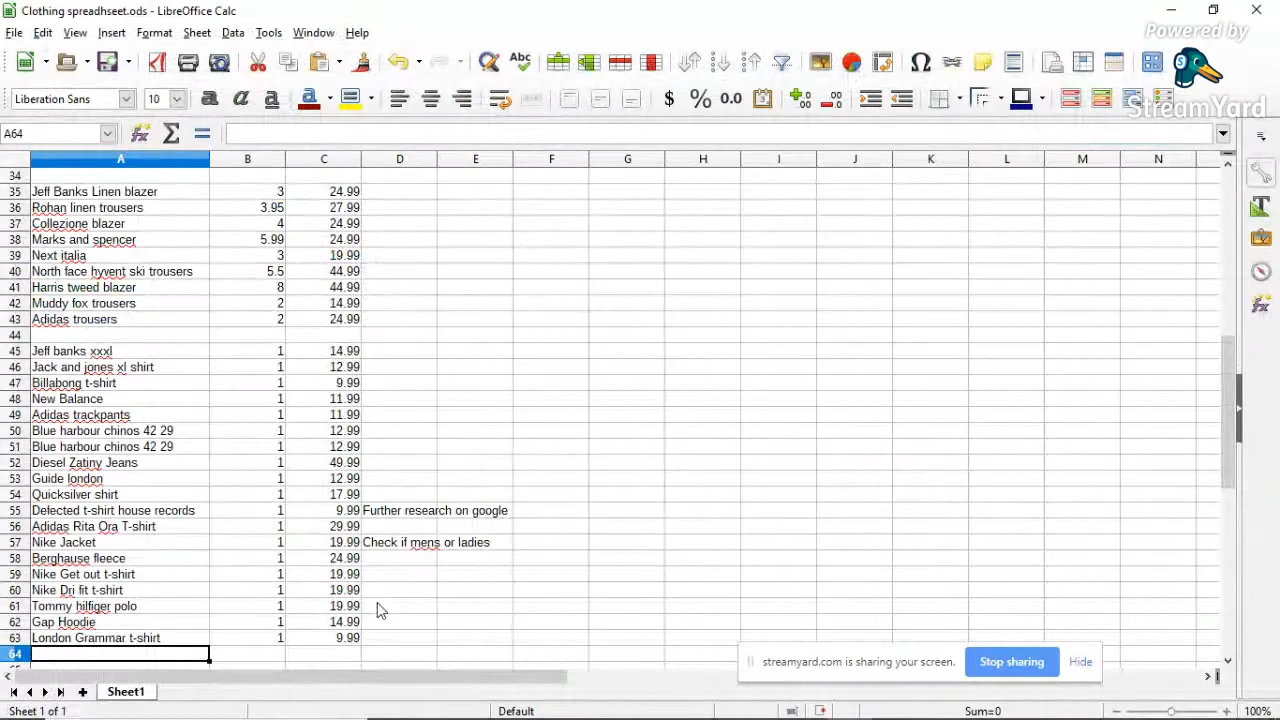 Clothing spreadhseet.ods - LibreOffice Calc
Powered by
StreamYard
File Edit View Insert Format Sheet Data Tools Window Help
Abc
Liberation Sans 10 a a a a $ % 0.0
A64
A B C D E F G H I J K L M N
34
35 Jeff Banks Linen blazer 3 24.99
36 Rohan linen trousers 3.95 27.99
37 Collezione blazer 4 24.99
38 Marks and spencer 5.99 24.99
39 Next italia 3 19.99
40 North face hyvent ski trousers 5.5 44.99
41 Harris tweed blazer 8 44.99
42 Muddy fox trousers 2 14.99
43 Adidas trousers 2 24.99
44
45 Jeff banks xxxl 1 14.99
46 Jack and jones xl shirt 1 12.99
47 Billabong t-shirt 1 9.99
48 New Balance 1 11.99
49 Adidas trackpants 1 11.99
50 Blue harbour chinos 42 29 1 12.99
51 Blue harbour chinos 42 29 1 12.99
52 Diesel Zatiny Jeans 1 49.99
53 Guide london 1 12.99
54 Quicksilver shirt 1 17.99
55 Defected t-shirt house records 1 9.99 Further research on google
56 Adidas Rita Ora T-shirt 1 29.99
57 Nike Jacket 1 19.99 Check if mens or ladies
58 Berghause fleece 1 24.99
59 Nike Get out t-shirt 1 19.99
60 Nike Dri fit t-shirt 1 19.99
61 Tommy hilfiger polo 1 19.99
62 Gap Hoodie 1 14.99
63 London Grammar t-shirt 1 9.99
64
streamyard.com is sharing your screen. Stop sharing Hide
Sheet1
Sheet 1 of 1 Default Sum=0 100%